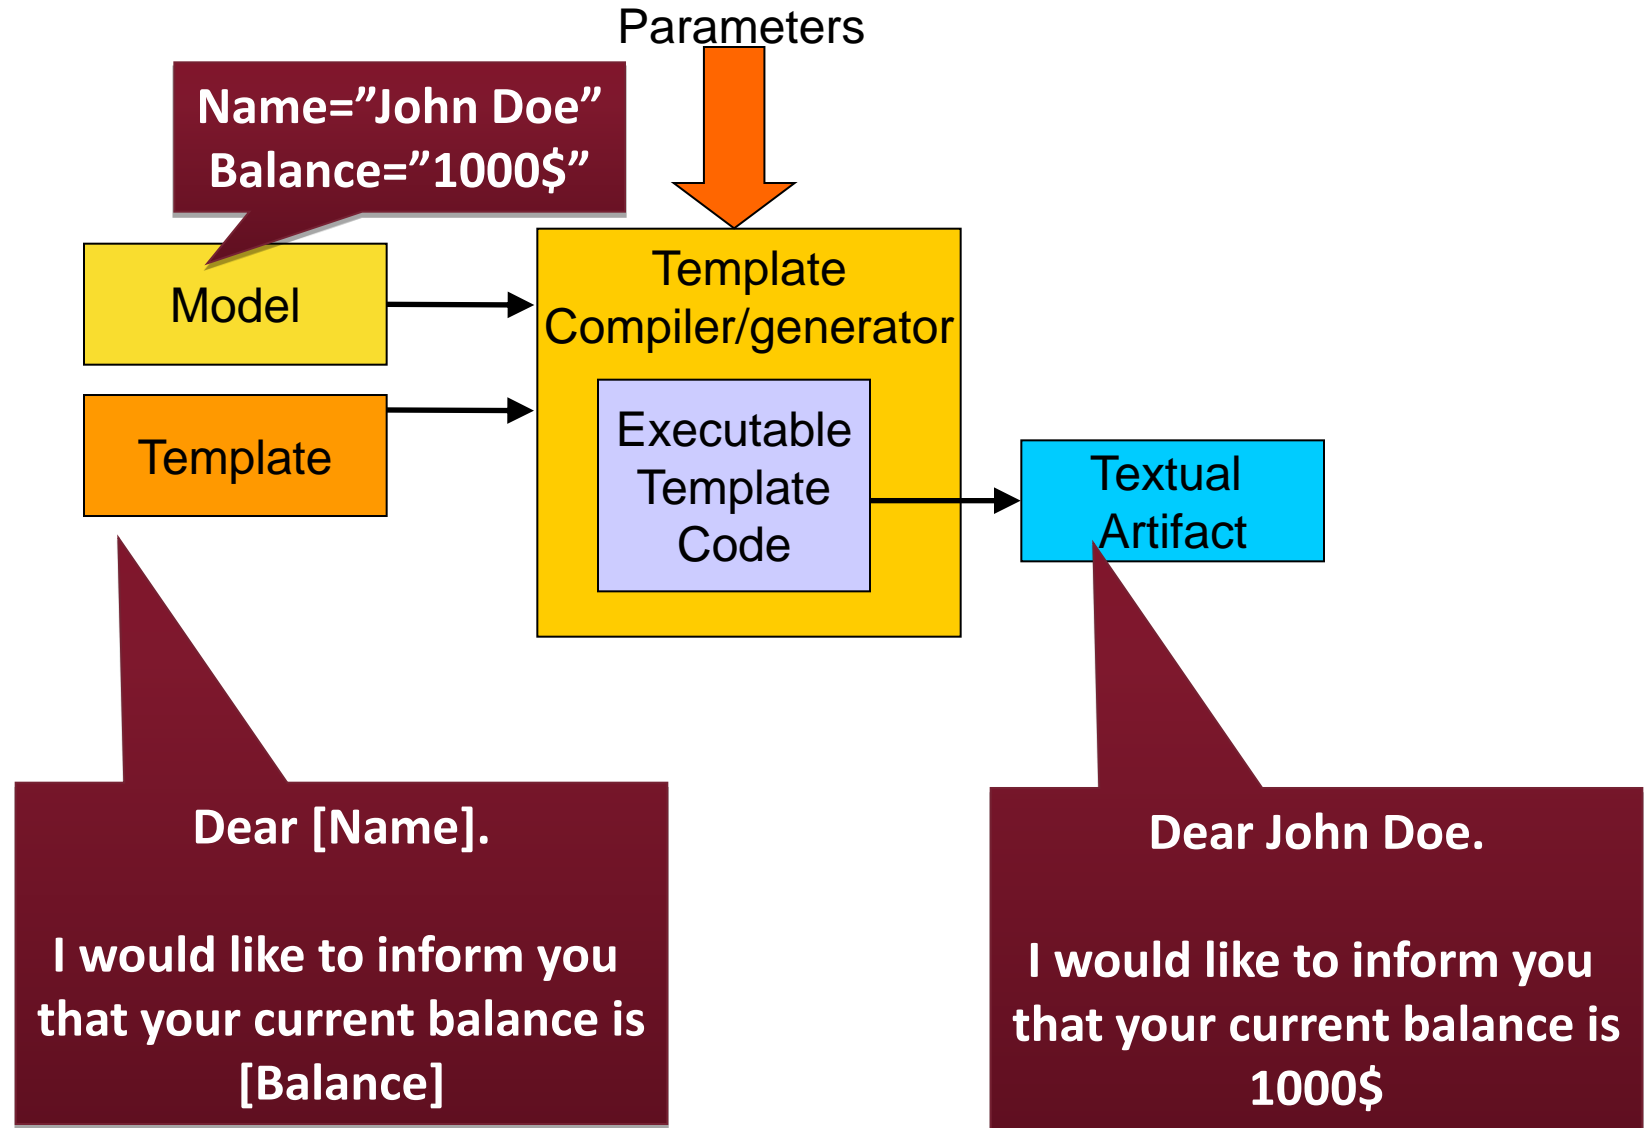 Parameters
Name=”John Doe”
Balance=”1000$”
Model
Template
Template
Compiler/generator
Executable
Template
Code
Textual
Artifact
Dear [Name].
I would like to inform you
that your current balance is
[Balance]
Dear John Doe.
I would like to inform you
that your current balance is
1000$